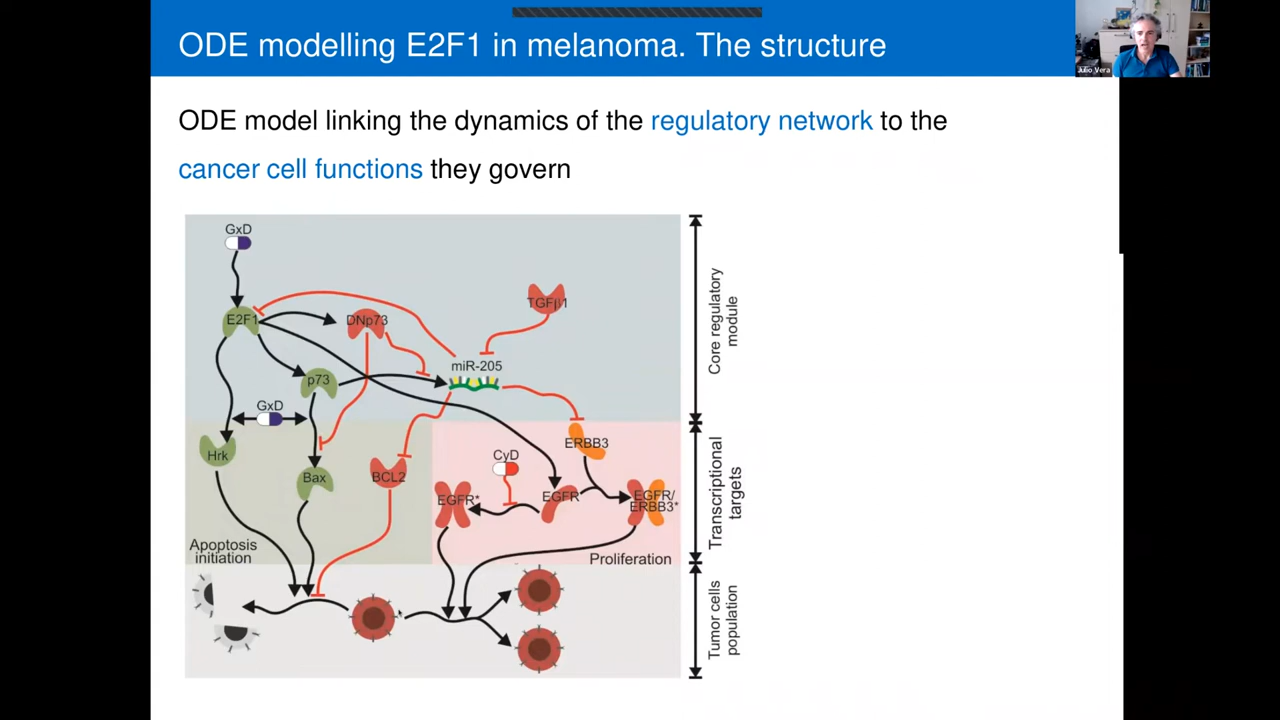 ODE modelling E2F1 in melanoma. The structure
Julio Vera
ODE model linking the dynamics of the regulatory network to the
cancer cell functions they govern
GxD
TGFβ1
E2F1
DNp73
miR-205
p73
GxD
ERBB3
Hrk
CyD
Bax
BCL2
EGFR*
EGFR
EGFR/
ERBB3*
Apoptosis
initiation
Proliferation
Core regulatory
module
Transcriptional
targets
Tumor cells
population